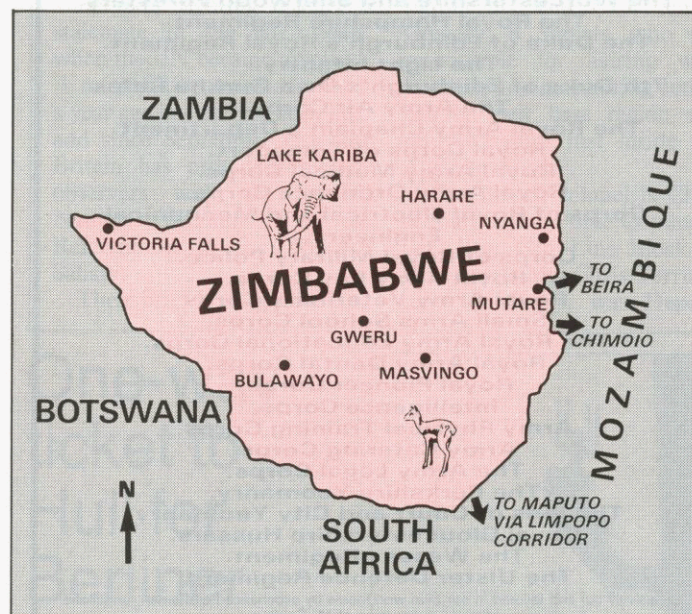 ZAMBIA
LAKE KARIBA
HARARE
NYANGA
VICTORIA FALLS
ZIMBABWE
MUTARE
TO
BEIRA
TO
CHIMOIO
MOZAMBIQUE
GWERU
BULAWAYO
MASVINGO
BOTSWANA
N
SOUTH
AFRICA
TO MAPUTO
VIA LIMPOPO
CORRIDOR